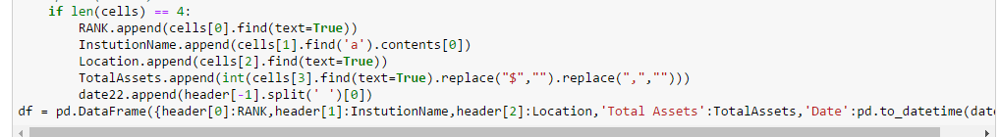 if len(cells) == 4:
RANK.append(cells[0].find(text=True))
InstutionName.append(cells[1].find('a').contents[0])
Location.append(cells[2].find(text=True))
TotalAssets.append(int(cells[3].find(text=True).replace("$","").replace(",","")))
date22.append(header[-1].split(' ')[0])
df = pd.DataFrame({header[0]:RANK,header[1]:InstutionName,header[2]:Location,'Total Assets':TotalAssets,'Date':pd.to_datetime(dat